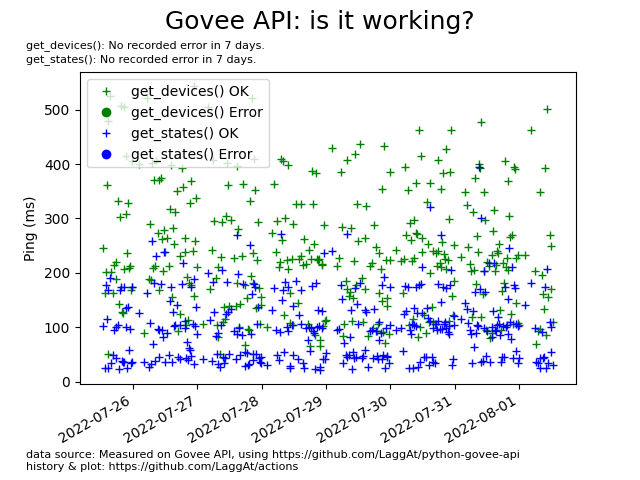 Govee API: is it working?
get_devices(): No recorded error in 7 days.
get_states(): No recorded error in 7 days.
get_devices() OK
get_devices() Error
get_states() OK
get_states() Error
Ping (ms)
500
400
300
200
100
0
2022-07-26
2022-07-27
2022-07-28
2022-07-29
2022-07-30
2022-07-31
2022-08-01
data source: Measured on Govee API, using https://github.com/LaggAt/python-govee-api
history & plot: https://github.com/LaggAt/actions